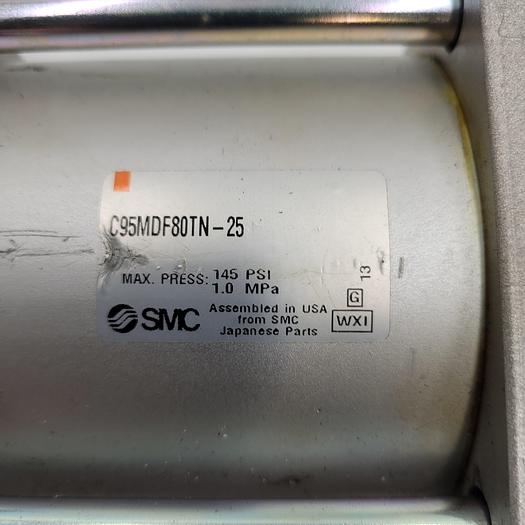 C95MDF80TN-25
MAX. PRESS: 145 PSI
1.0 MPa
13
G
SMC
Assembled in USA
from SMC
Japanese Parts
WXI